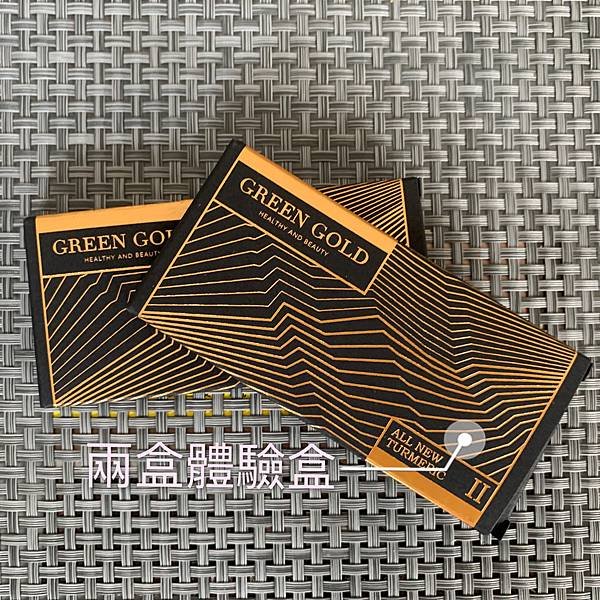 GREEN GOLD
HEALTHY AND BEAUTY
GREEN GOLD
HEALTHY AND BEAUTY
ALL NEW
TURMERIC
II
兩盒體驗盒